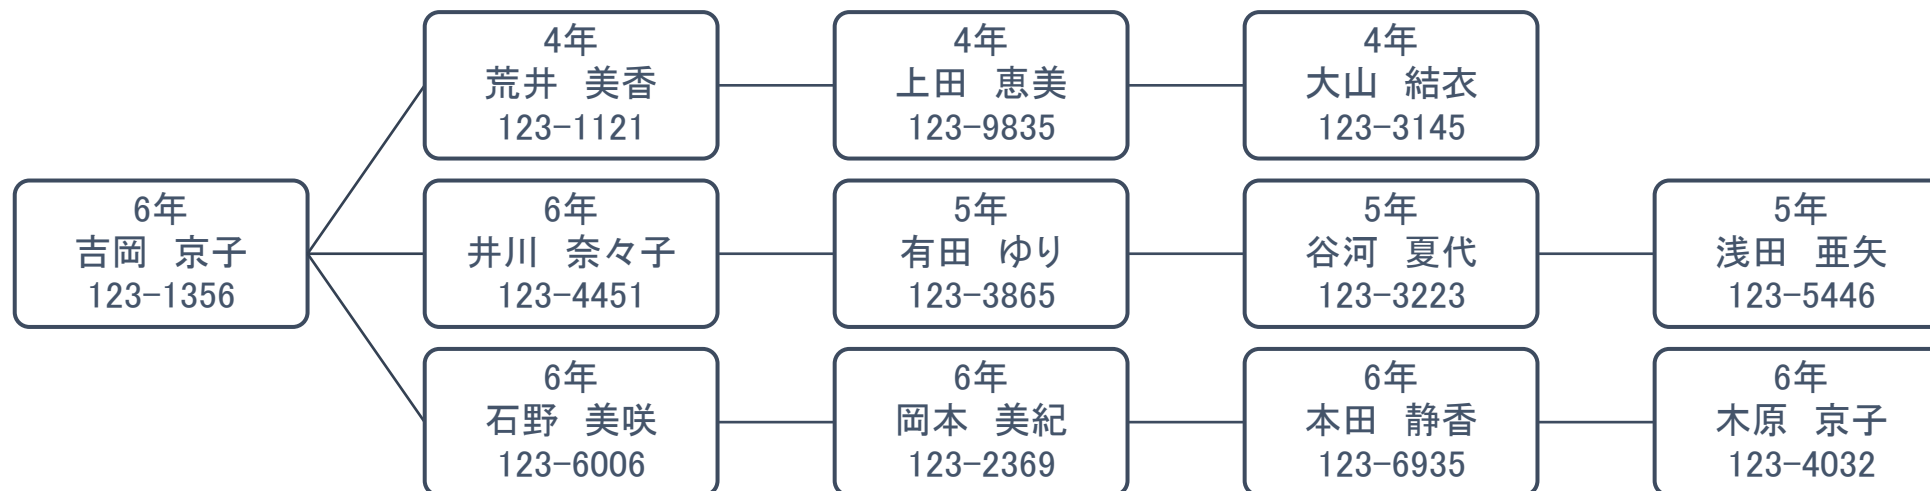 4年
荒井　美香
123-1121
4年
上田　恵美
123-9835
4年
大山　結衣
123-3145
6年
吉岡　京子
123-1356
6年
井川　奈々子
123-4451
5年
有田　ゆり
123-3865
5年
谷河　夏代
123-3223
5年
浅田　亜矢
123-5446
6年
石野　美咲
123-6006
6年
岡本　美紀
123-2369
6年
本田　静香
123-6935
6年
木原　京子
123-4032